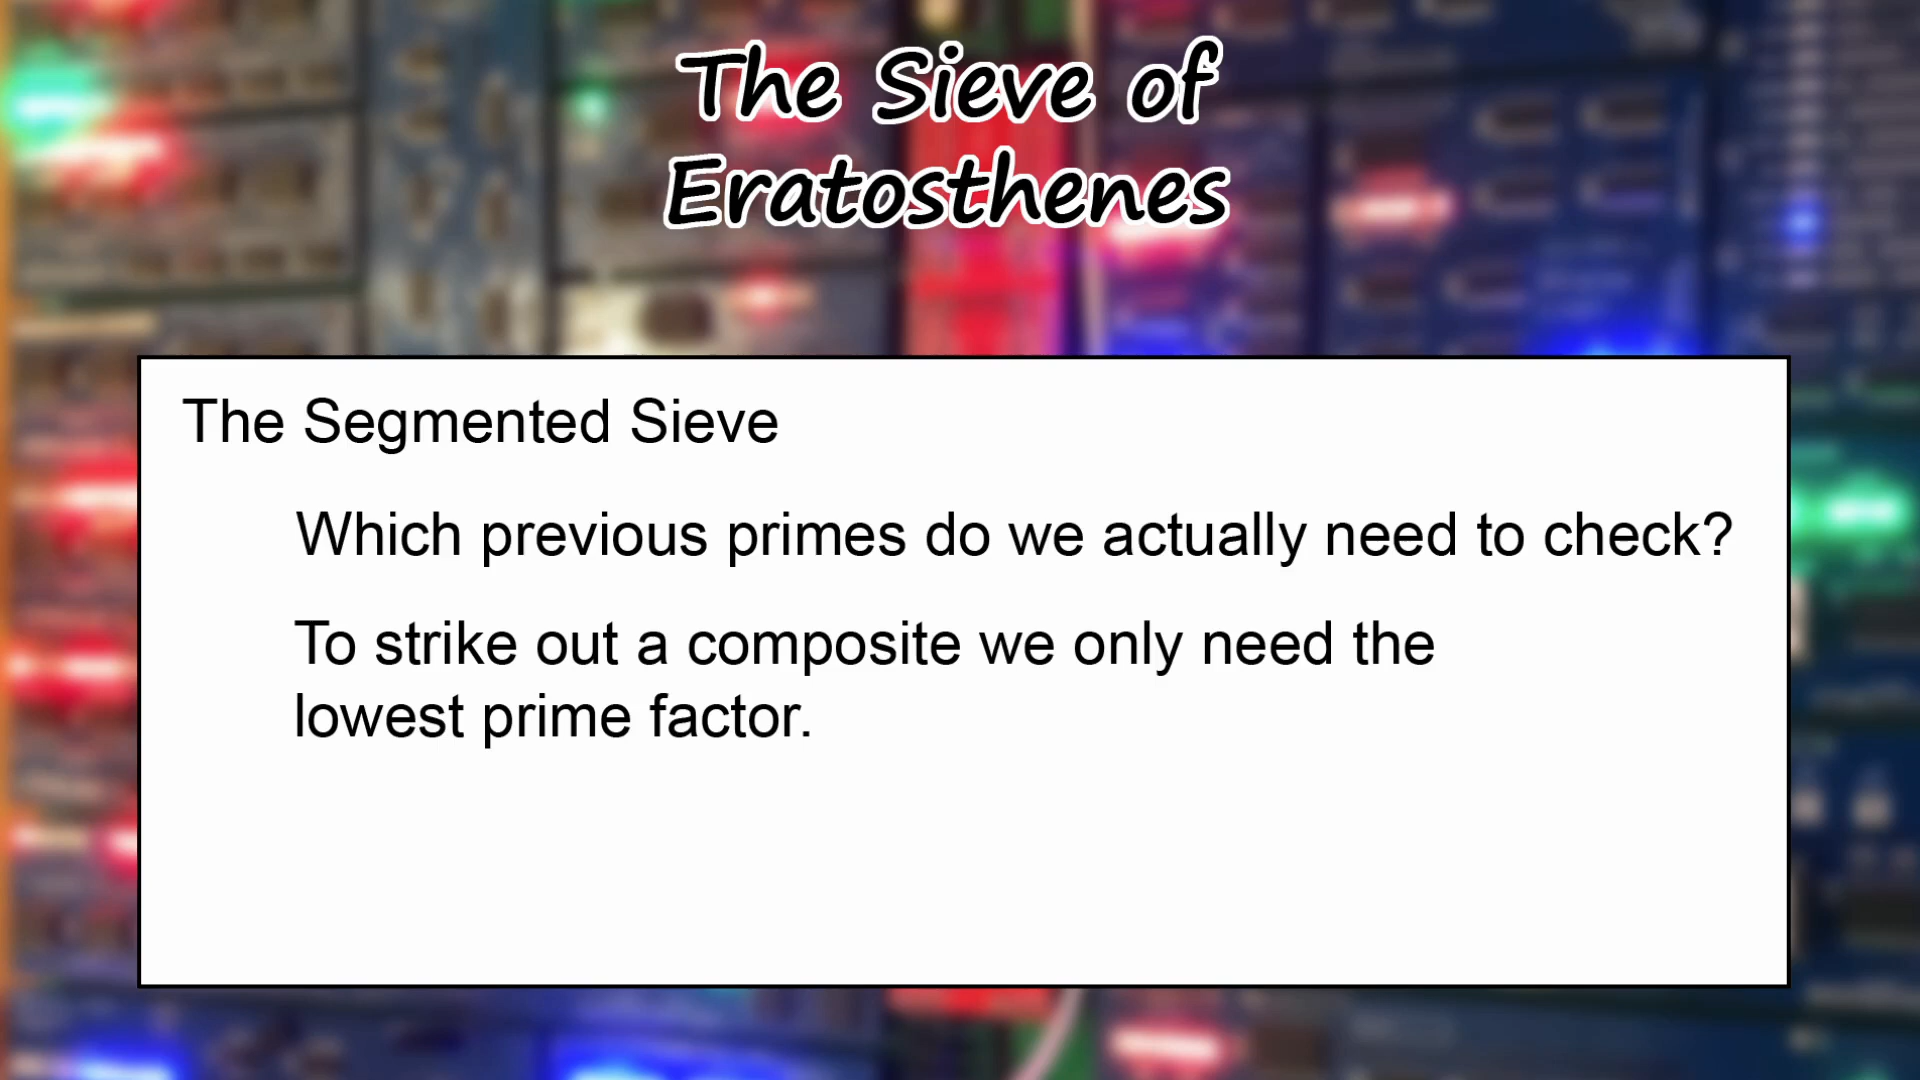 The Sieve of
Eratosthenes
The Segmented Sieve
Which previous primes do we actually need to check?
To strike out a composite we only need the
lowest prime factor.